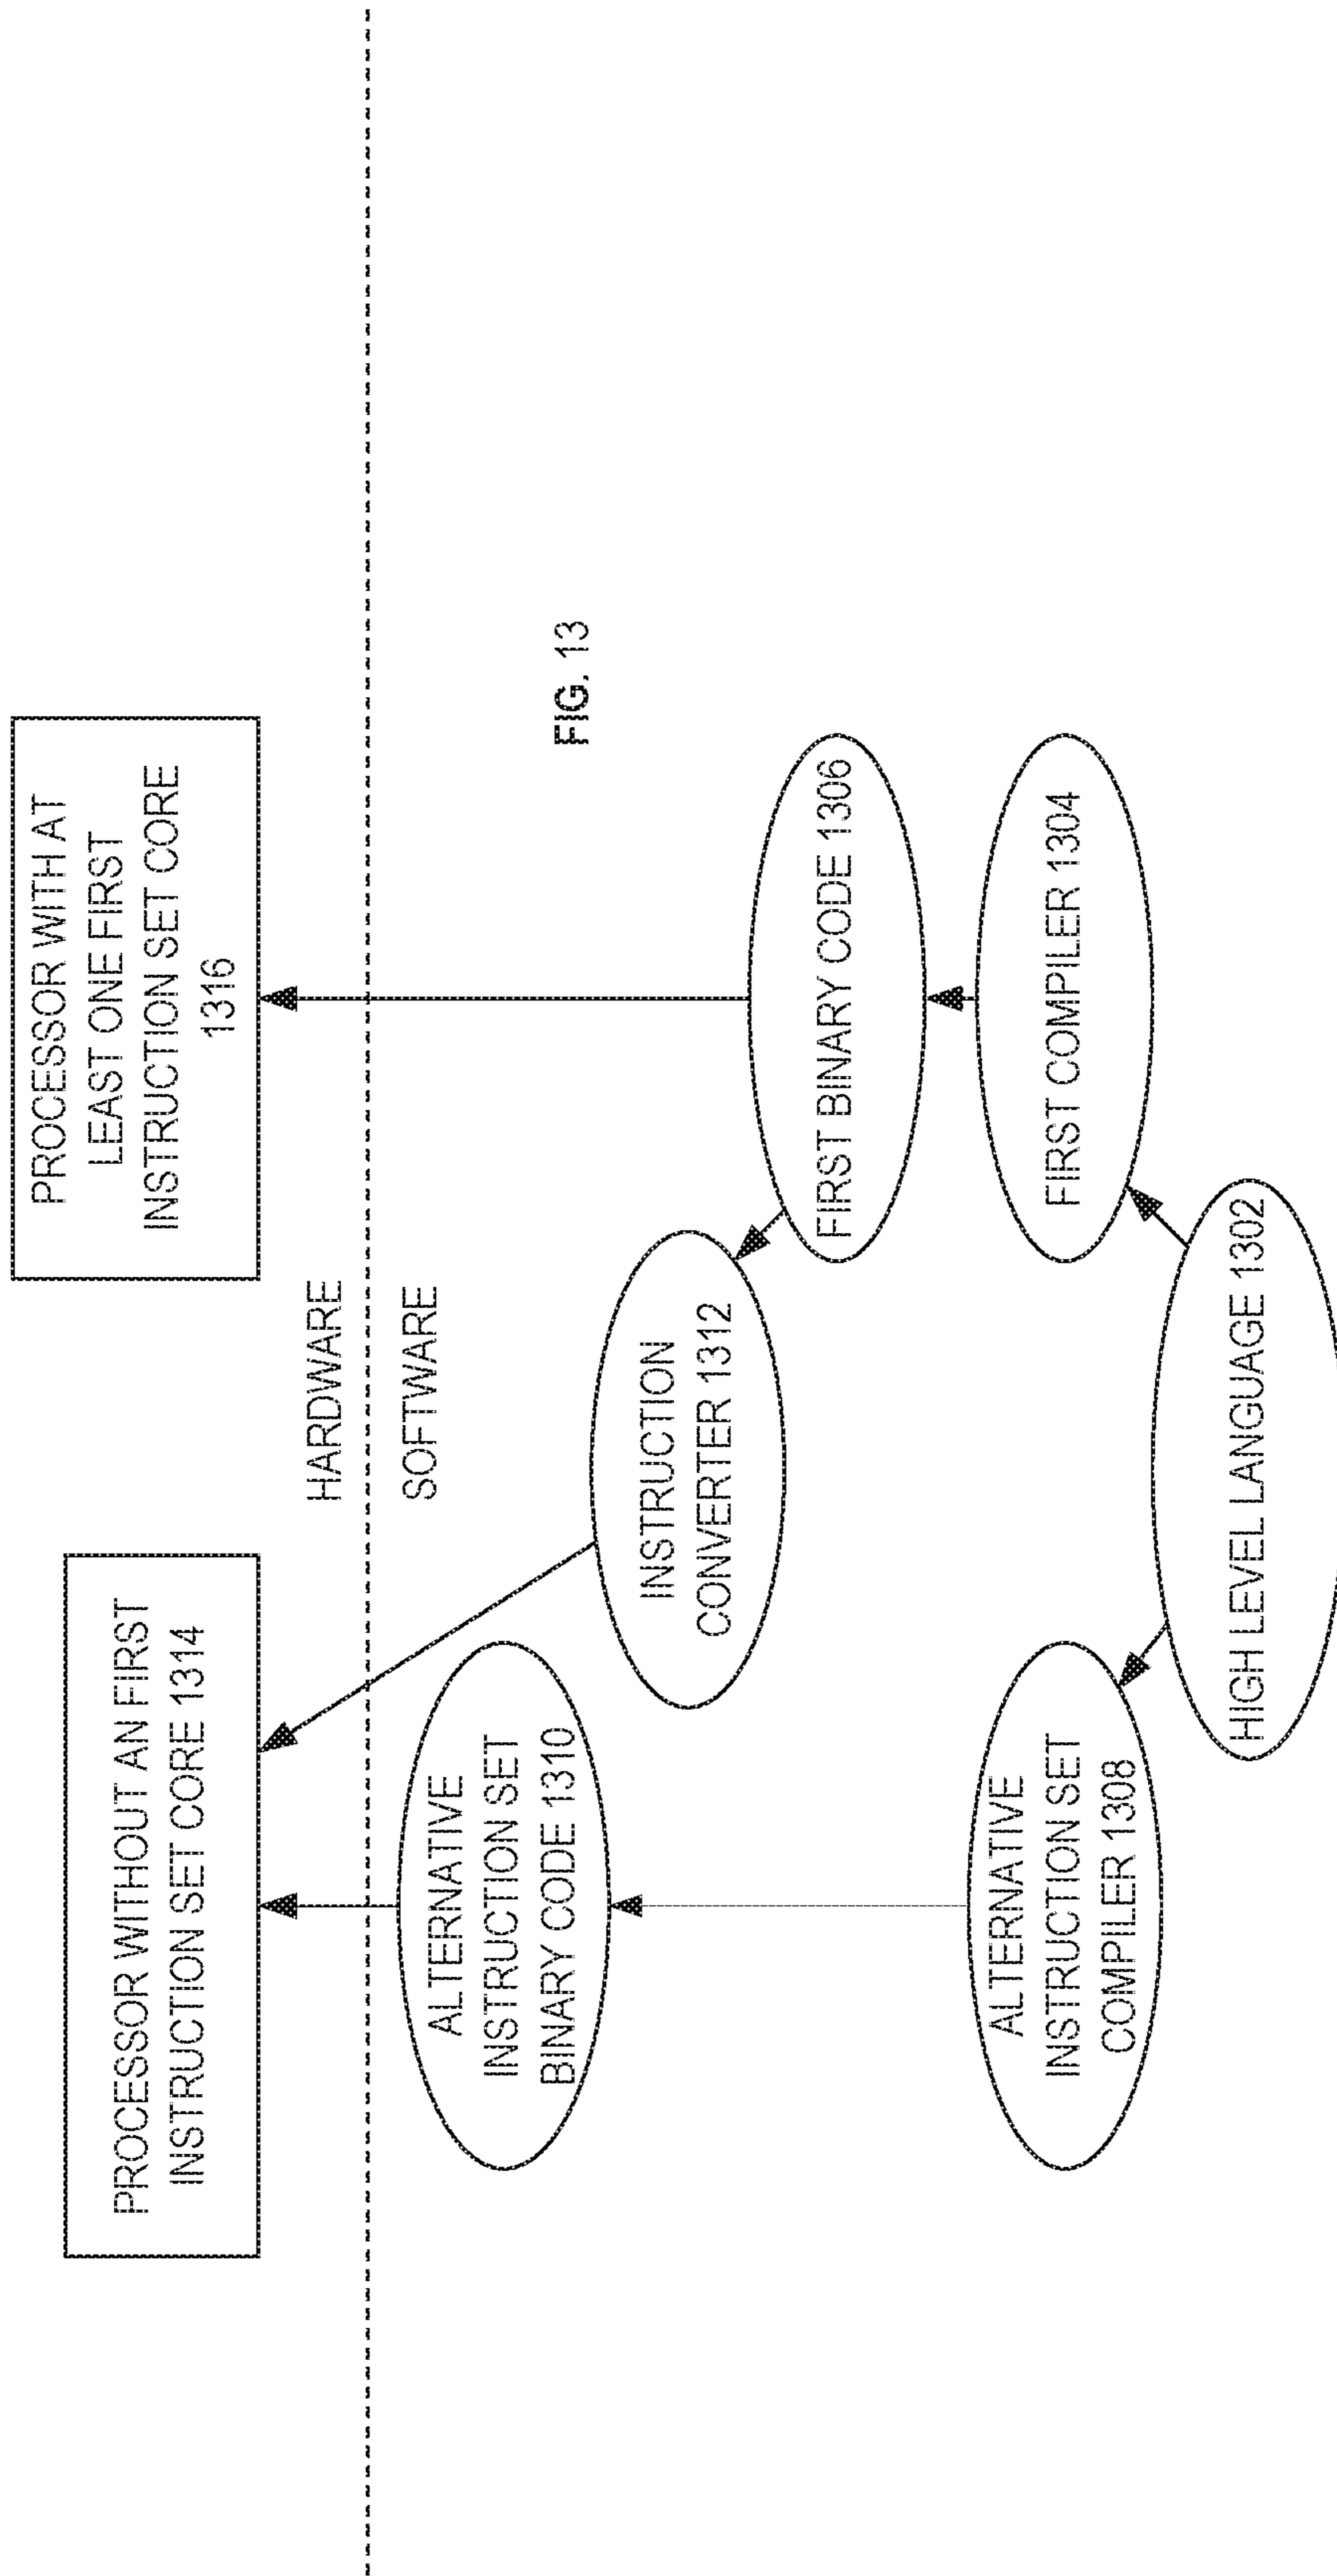 PROCESSOR WITHOUT AN FIRST
INSTRUCTION SET CORE 1314
PROCESSOR WITH AT
LEAST ONE FIRST
INSTRUCTION SET CORE
1316
HARDWARE
SOFTWARE
ALTERNATIVE
INSTRUCTION SET
BINARY CODE 1310
INSTRUCTION
CONVERTER 1312
FIG. 13
FIRST BINARY CODE 1306
ALTERNATIVE
INSTRUCTION SET
COMPILER 1308
FIRST COMPILER 1304
HIGH LEVEL LANGUAGE 1302